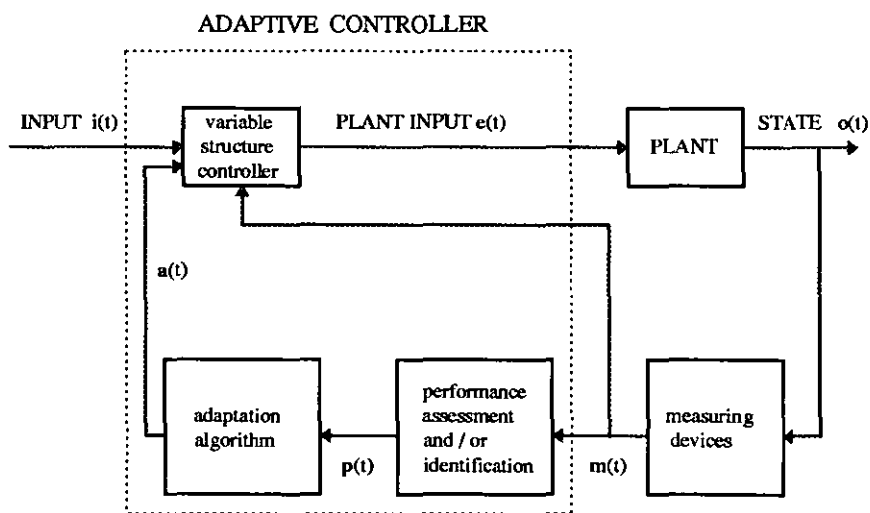 ADAPTIVE CONTROLLER
INPUT i(t)
variable
structure
controller
PLANT INPUT e(t)
PLANT
STATE o(t)
a(t)
adaptation
algorithm
p(t)
performance
assessment
and / or
identification
m(t)
measuring
devices